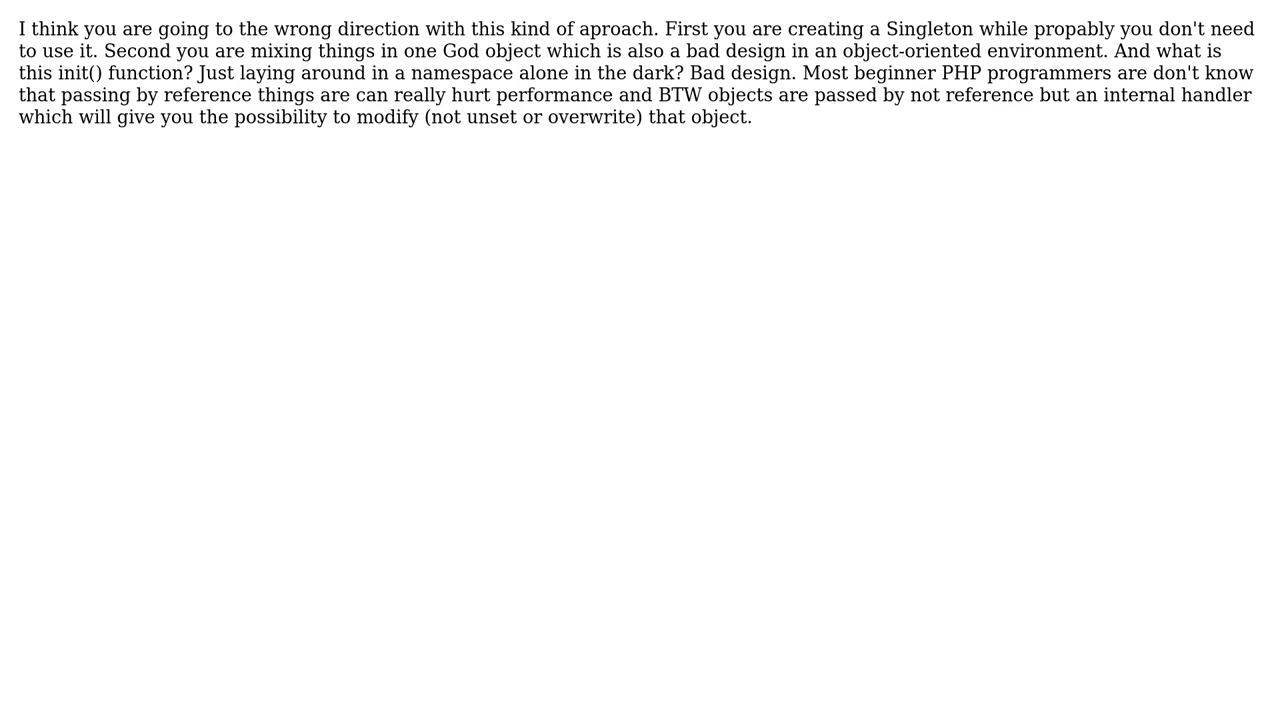 I think you are going to the wrong direction with this kind of aproach. First you are creating a Singleton while propably you don't need
to use it. Second you are mixing things in one God object which is also a bad design in an object-oriented environment. And what is
this init() function? Just laying around in a namespace alone in the dark? Bad design. Most beginner PHP programmers are don't know
that passing by reference things are can really hurt performance and BTW objects are passed by not reference but an internal handler
which will give you the possibility to modify (not unset or overwrite) that object.